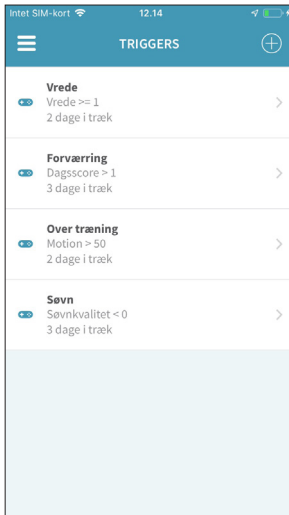 Intet SIM-kort
12.14
TRIGGERS
Vrede
Vrede >= 1
2 dage i træk
Forværring
Dagsscore > 1
3 dage i træk
Over træning
Motion > 50
2 dage i træk
Søvn
Søvnkvalitet < 0
3 dage i træk